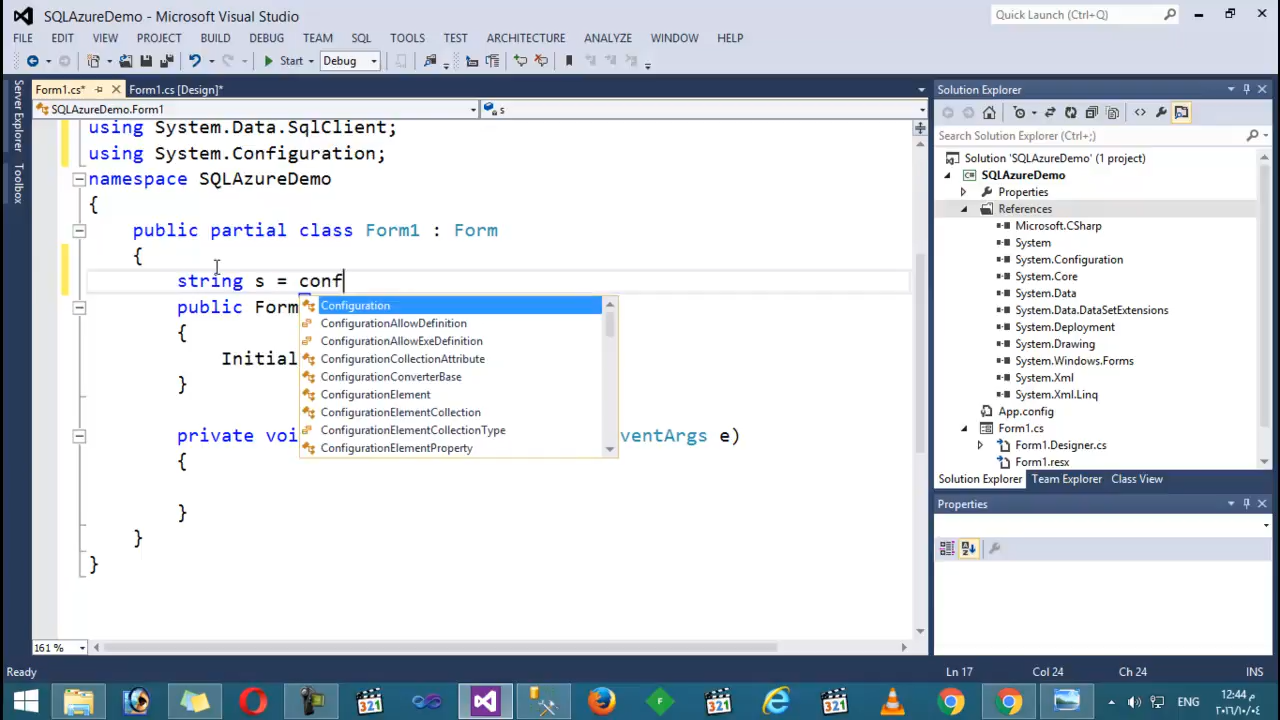 SQLAzureDemo - Microsoft Visual Studio
Quick Launch (Ctrl+Q)
FILE EDIT VIEW PROJECT BUILD DEBUG TEAM SQL TOOLS TEST ARCHITECTURE ANALYZE WINDOW HELP
Start Debug
Form1.cs* Form1.cs [Design]*
SQLAzureDemo.Form1 s
Server Explorer
Toolbox
using System.Data.SqlClient;
using System.Configuration;
namespace SQLAzureDemo
{
public partial class Form1 : Form
{
string s = conf
public Form
{
Initial
}
private voi ventArgs e)
{
}
}
}
Configuration
ConfigurationAllowDefinition
ConfigurationAllowExeDefinition
ConfigurationCollectionAttribute
ConfigurationConverterBase
ConfigurationElement
ConfigurationElementCollection
ConfigurationElementCollectionType
ConfigurationElementProperty
161 %
Solution Explorer
Search Solution Explorer (Ctrl+;)
Solution 'SQLAzureDemo' (1 project)
SQLAzureDemo
Properties
References
Microsoft.CSharp
System
System.Configuration
System.Core
System.Data
System.Data.DataSetExtensions
System.Deployment
System.Drawing
System.Windows.Forms
System.Xml
System.Xml.Linq
App.config
Form1.cs
Form1.Designer.cs
Form1.resx
Solution Explorer Team Explorer Class View
Properties
Ready Ln 17 Col 24 Ch 24 INS
321 321 321
ENG
12:44 م